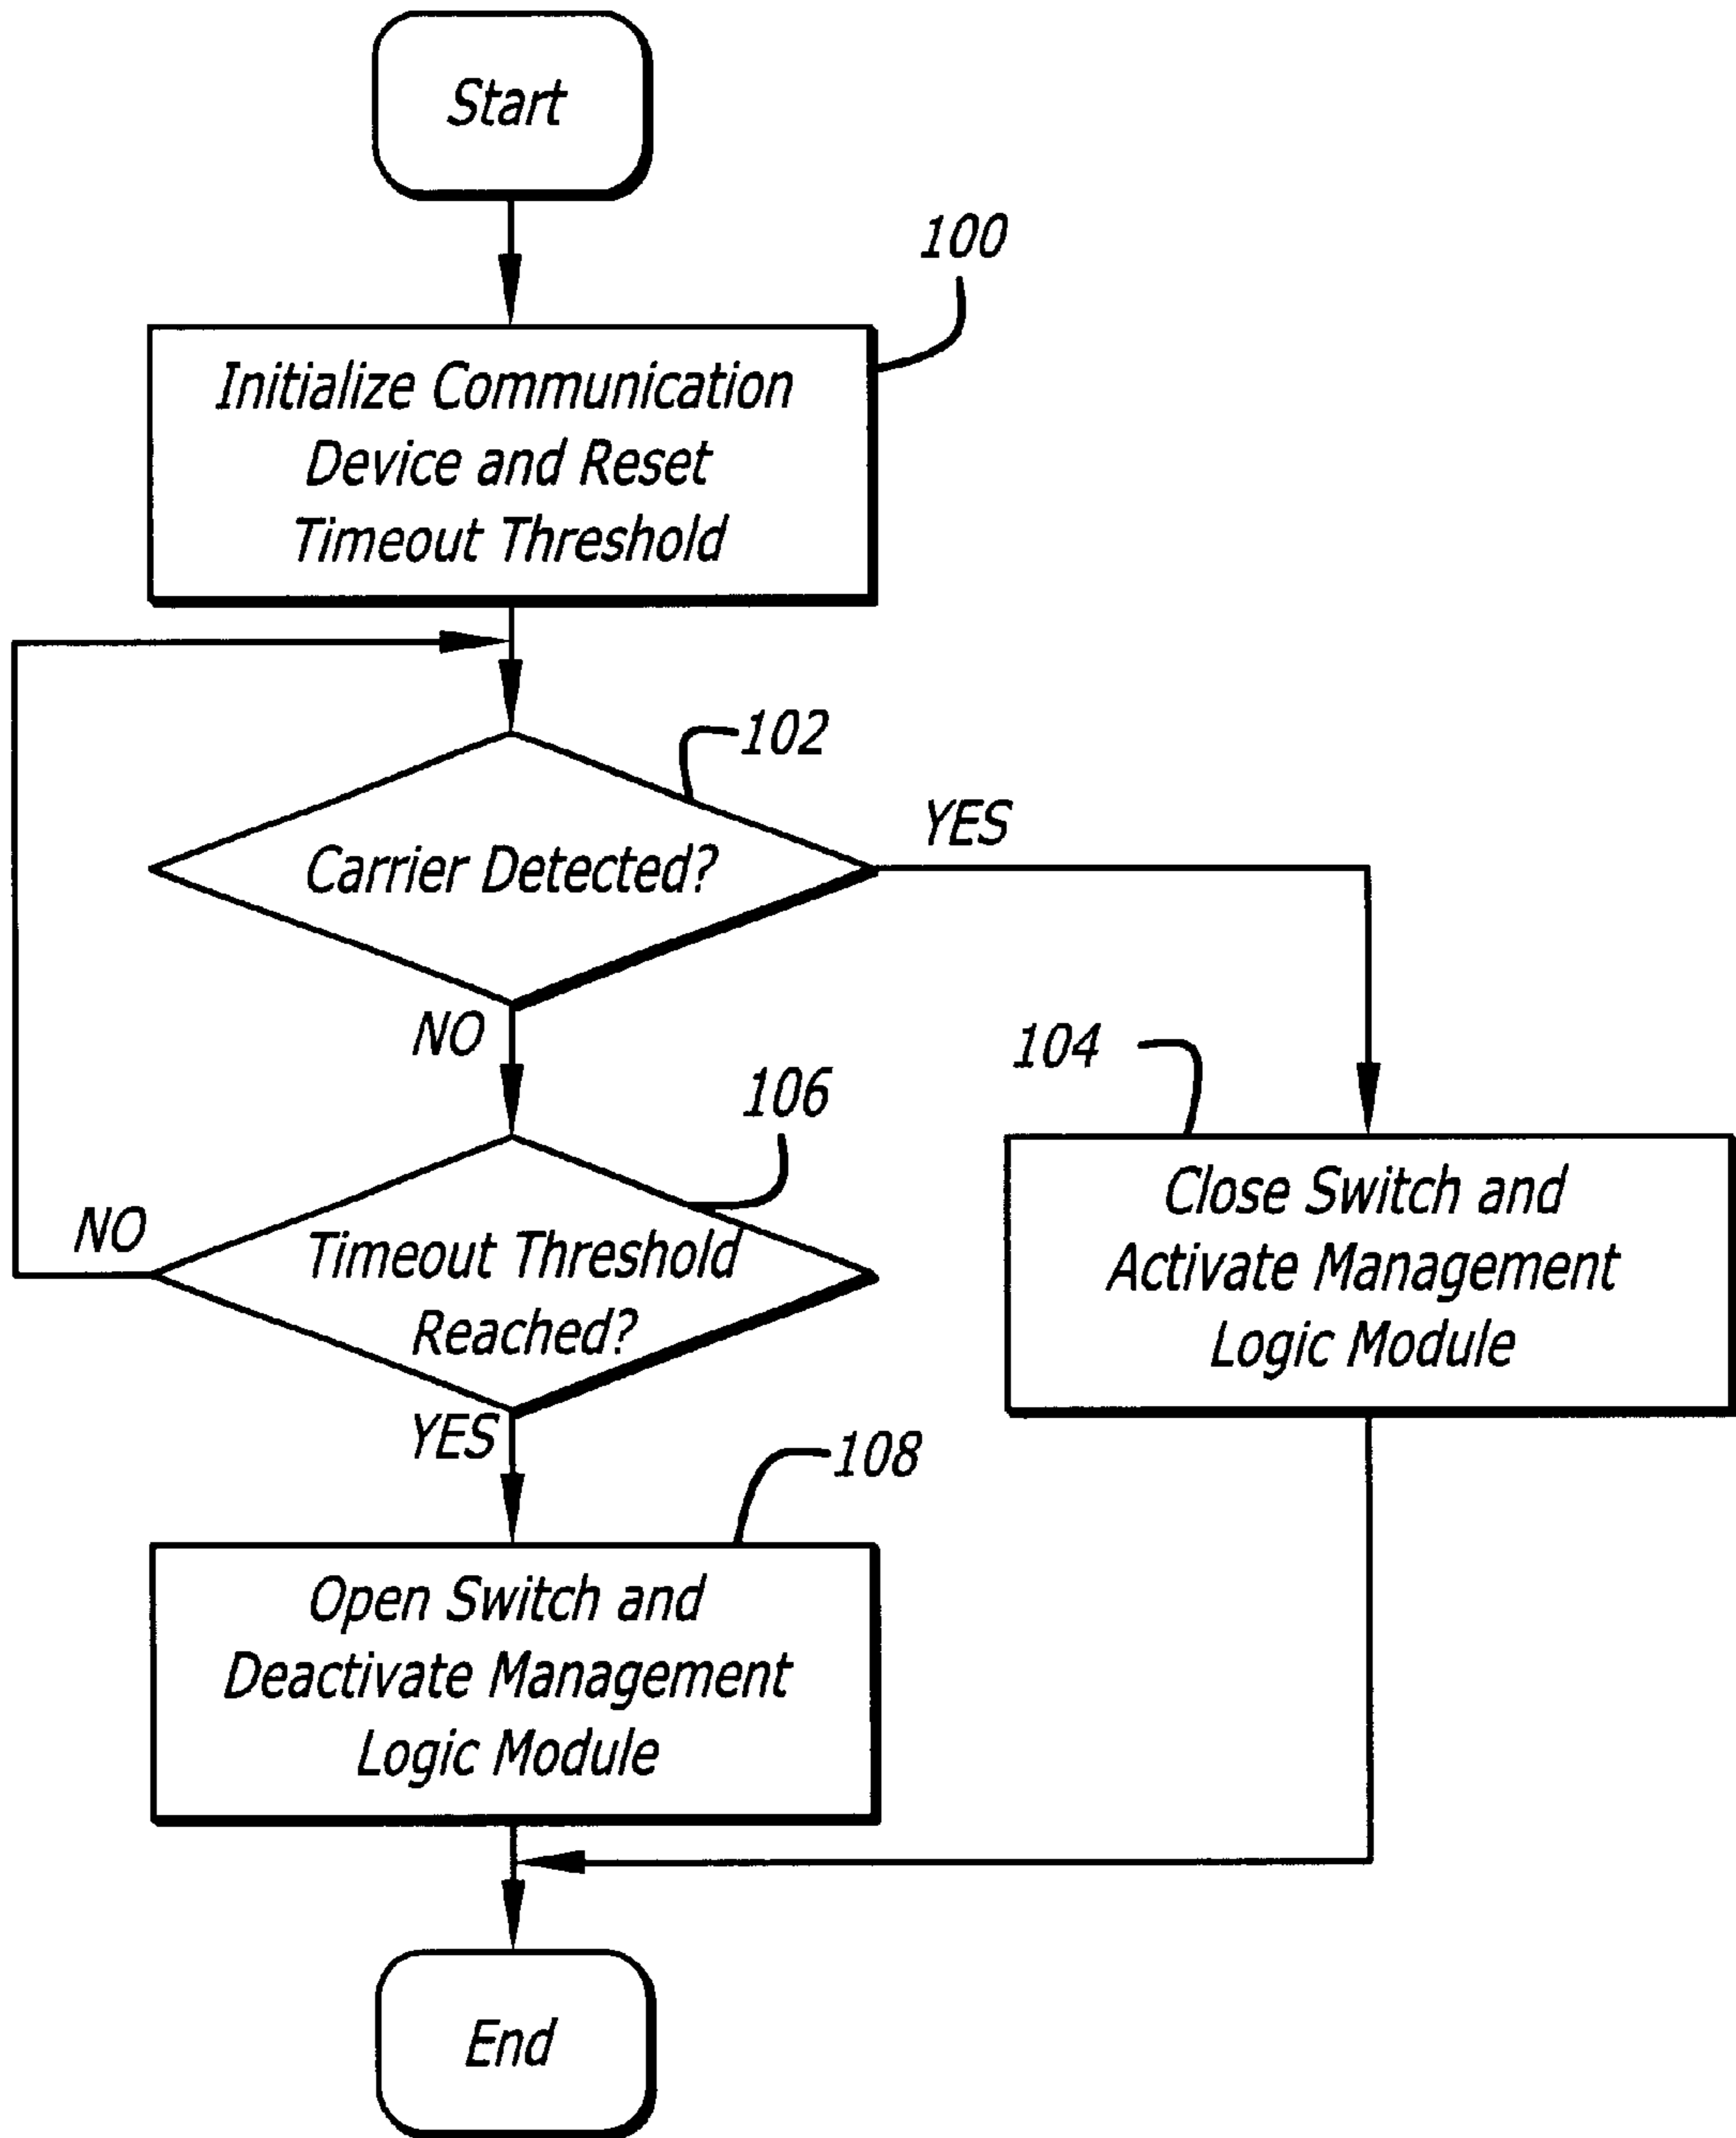 Start
100
Initialize Communication
Device and Reset
Timeout Threshold
102
YES
Carrier Detected?
NO
104
106
Close Switch and
Activate Management
Logic Module
NO
Timeout Threshold
Reached?
YES
108
Open Switch and
Deactivate Management
Logic Module
End